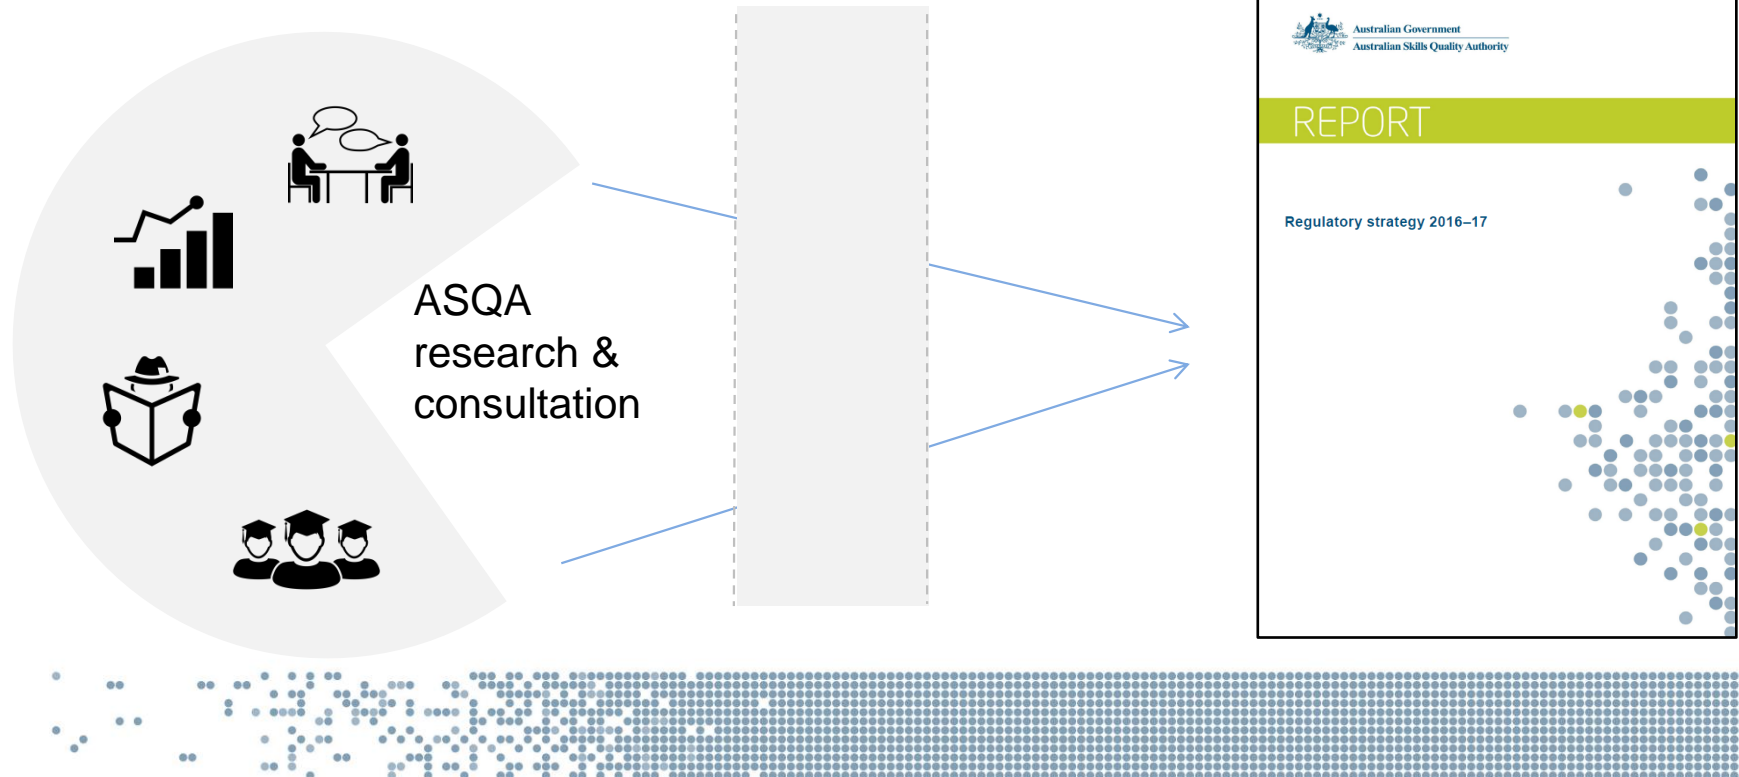 ASQA
research &
consultation
Australian Government
Australian Skills Quality Authority
REPORT
Regulatory strategy 2016–17